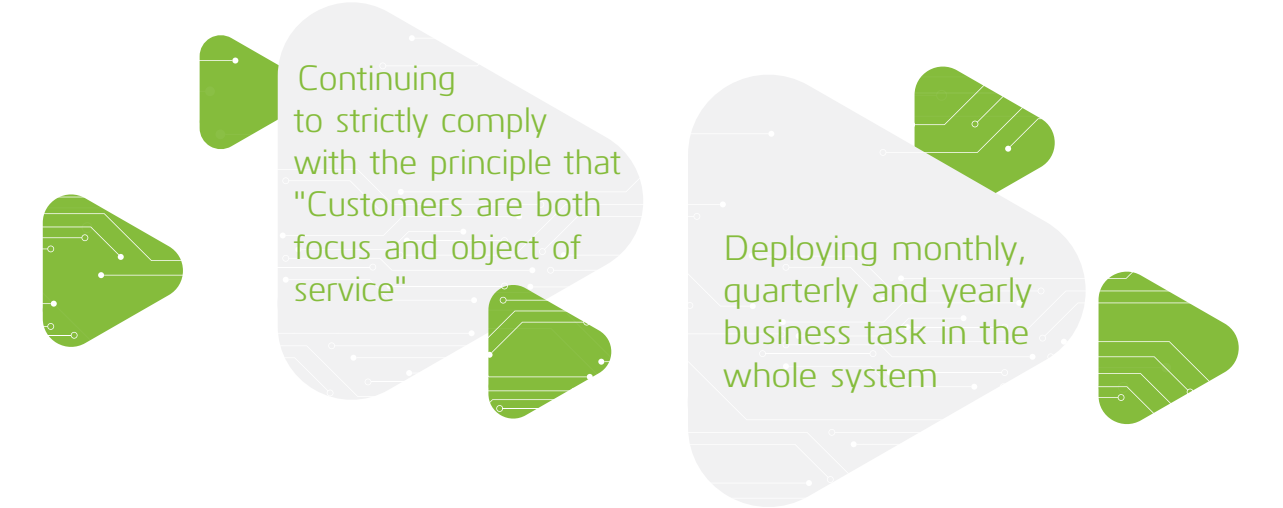 Continuing
to strictly comply
with the principle that
"Customers are both
focus and object of
service"
Deploying monthly,
quarterly and yearly
business task in the
whole system